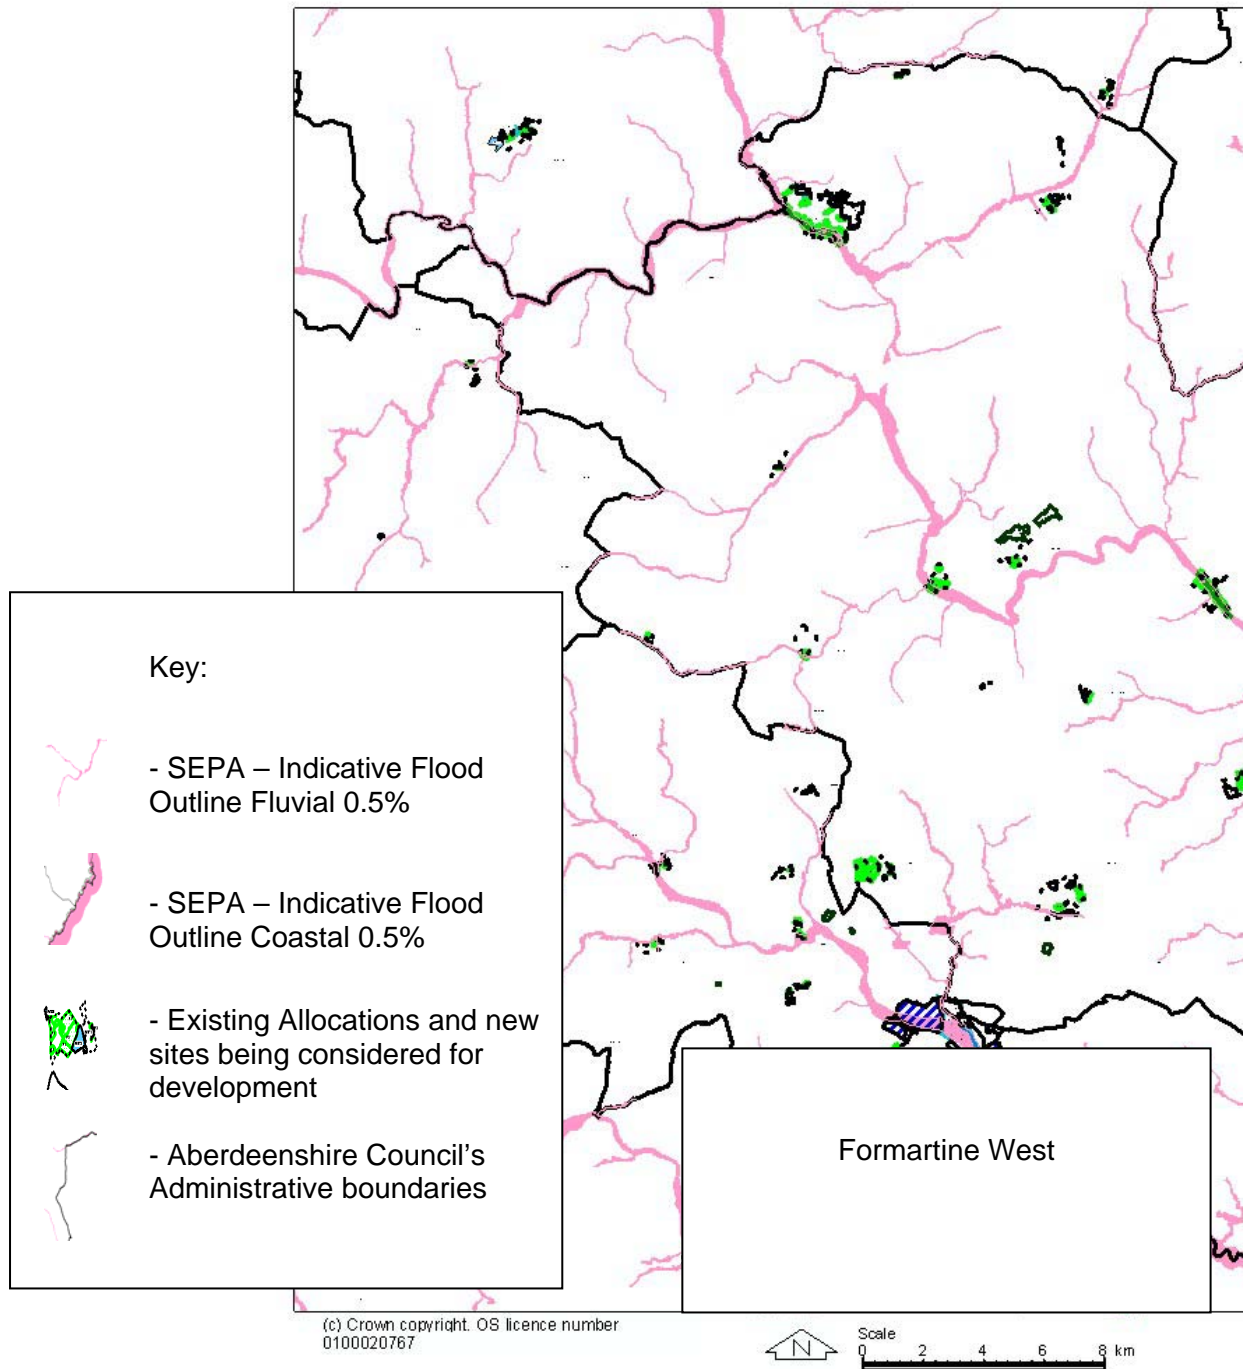 Key:
- SEPA – Indicative Flood
Outline Fluvial 0.5%
- SEPA – Indicative Flood
Outline Coastal 0.5%
- Existing Allocations and new
sites being considered for
development
- Aberdeenshire Council’s
Administrative boundaries
Formartine West
(c) Crown copyright. OS licence number
0100020767
N
Scale
0 2 4 6 8 km